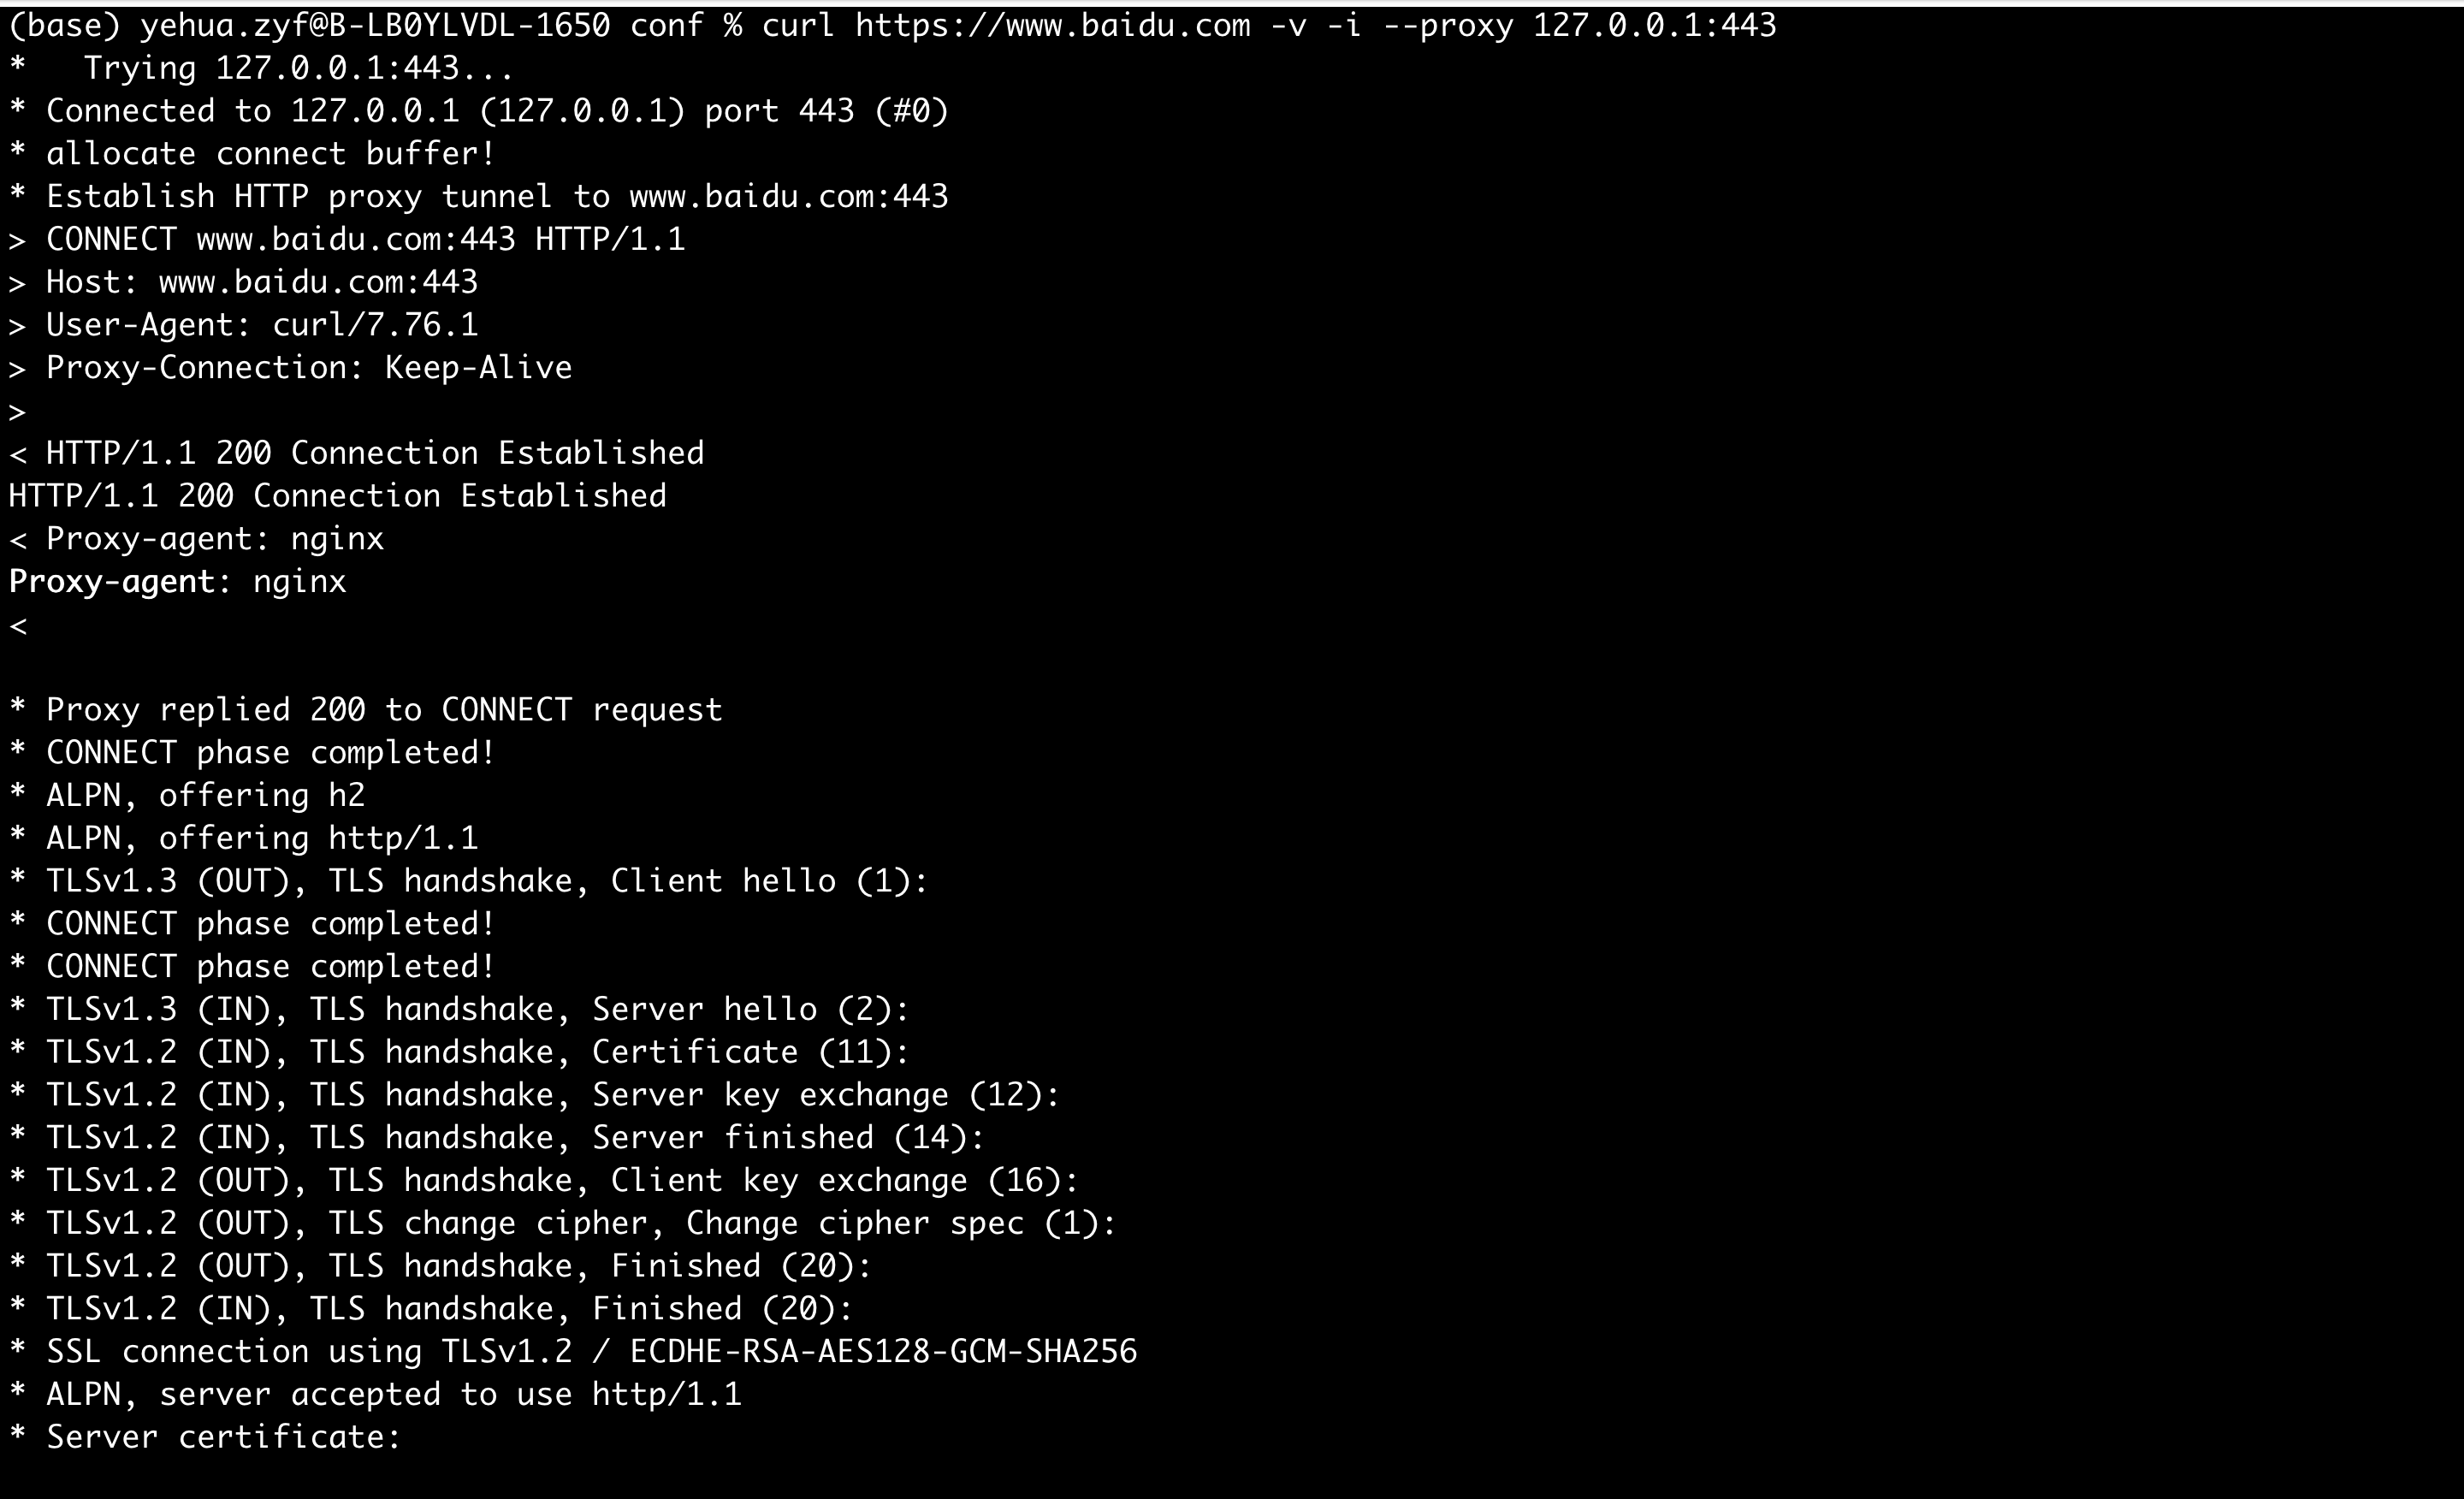 (base) yehua.zyf@B-LB0YLVDL-1650 conf % curl https://www.baidu.com -v -i --proxy 127.0.0.1:443
*   Trying 127.0.0.1:443...
* Connected to 127.0.0.1 (127.0.0.1) port 443 (#0)
* allocate connect buffer!
* Establish HTTP proxy tunnel to www.baidu.com:443
> CONNECT www.baidu.com:443 HTTP/1.1
> Host: www.baidu.com:443
> User-Agent: curl/7.76.1
> Proxy-Connection: Keep-Alive
>
< HTTP/1.1 200 Connection Established
HTTP/1.1 200 Connection Established
< Proxy-agent: nginx
Proxy-agent: nginx
<
* Proxy replied 200 to CONNECT request
* CONNECT phase completed!
* ALPN, offering h2
* ALPN, offering http/1.1
* TLSv1.3 (OUT), TLS handshake, Client hello (1):
* CONNECT phase completed!
* CONNECT phase completed!
* TLSv1.3 (IN), TLS handshake, Server hello (2):
* TLSv1.2 (IN), TLS handshake, Certificate (11):
* TLSv1.2 (IN), TLS handshake, Server key exchange (12):
* TLSv1.2 (IN), TLS handshake, Server finished (14):
* TLSv1.2 (OUT), TLS handshake, Client key exchange (16):
* TLSv1.2 (OUT), TLS change cipher, Change cipher spec (1):
* TLSv1.2 (OUT), TLS handshake, Finished (20):
* TLSv1.2 (IN), TLS handshake, Finished (20):
* SSL connection using TLSv1.2 / ECDHE-RSA-AES128-GCM-SHA256
* ALPN, server accepted to use http/1.1
* Server certificate: